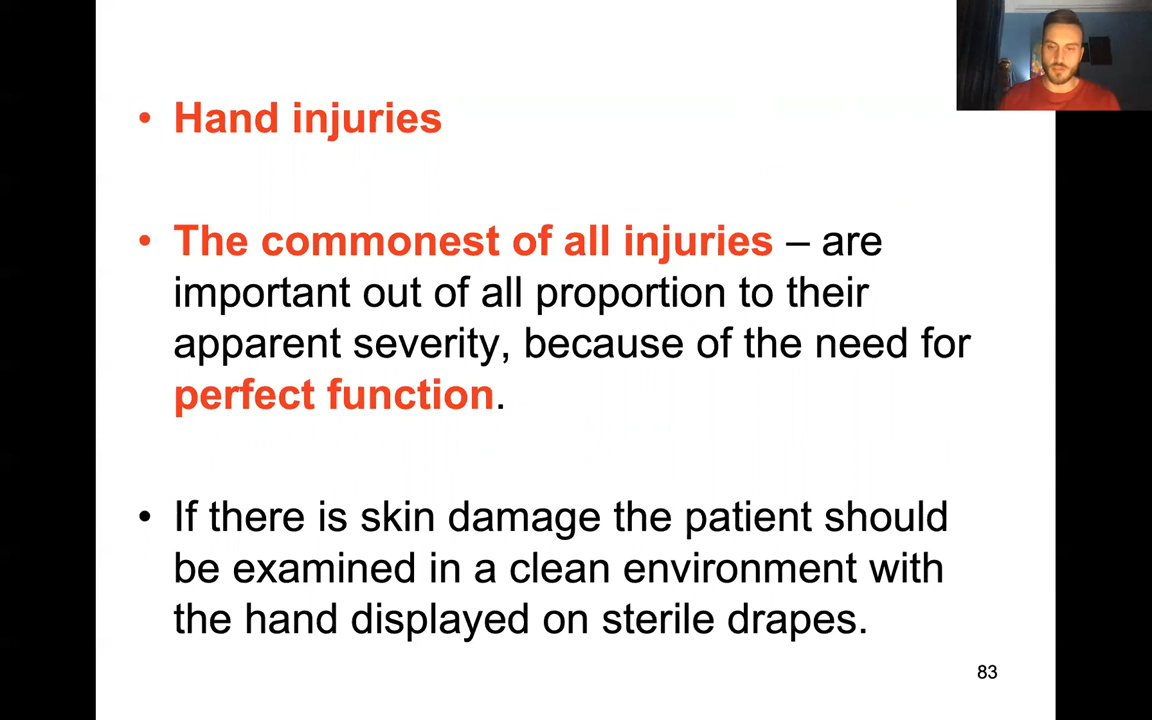 • Hand injuries
• The commonest of all injuries – are
important out of all proportion to their
apparent severity, because of the need for
perfect function.
• If there is skin damage the patient should
be examined in a clean environment with
the hand displayed on sterile drapes.
83